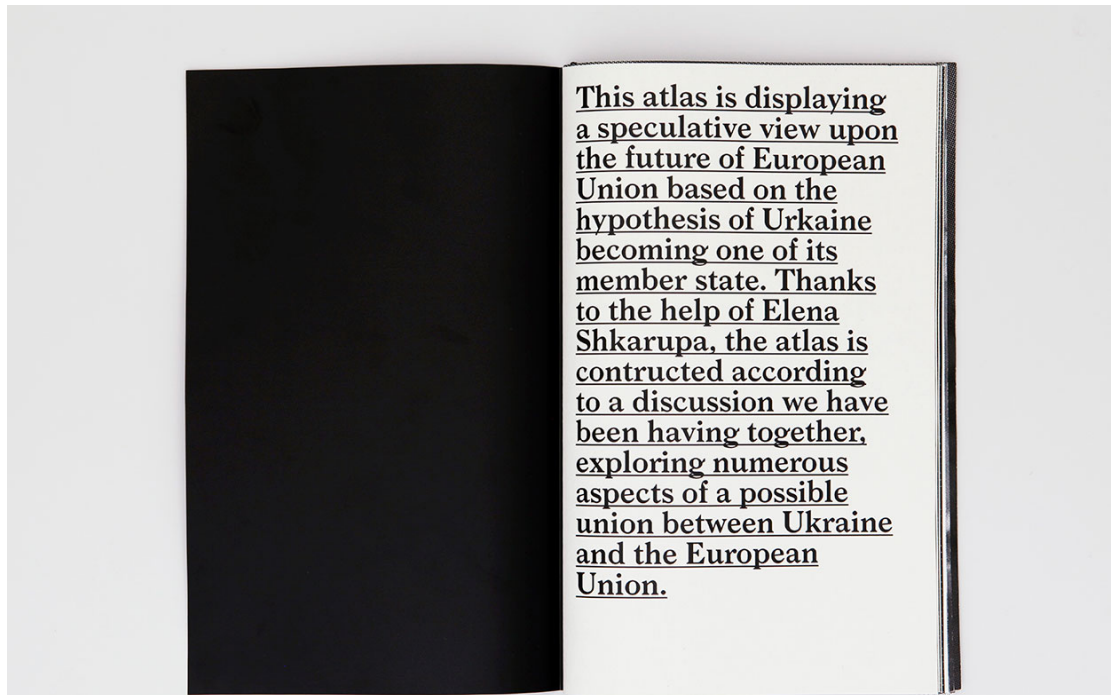 This atlas is displaying
a speculative view upon
the future of European
Union based on the
hypothesis of Urkaine
becoming one of its
member state. Thanks
to the help of Elena
Shkarupa, the atlas is
contructed according
to a discussion we have
been having together,
exploring numerous
aspects of a possible
union between Ukraine
and the European
Union.